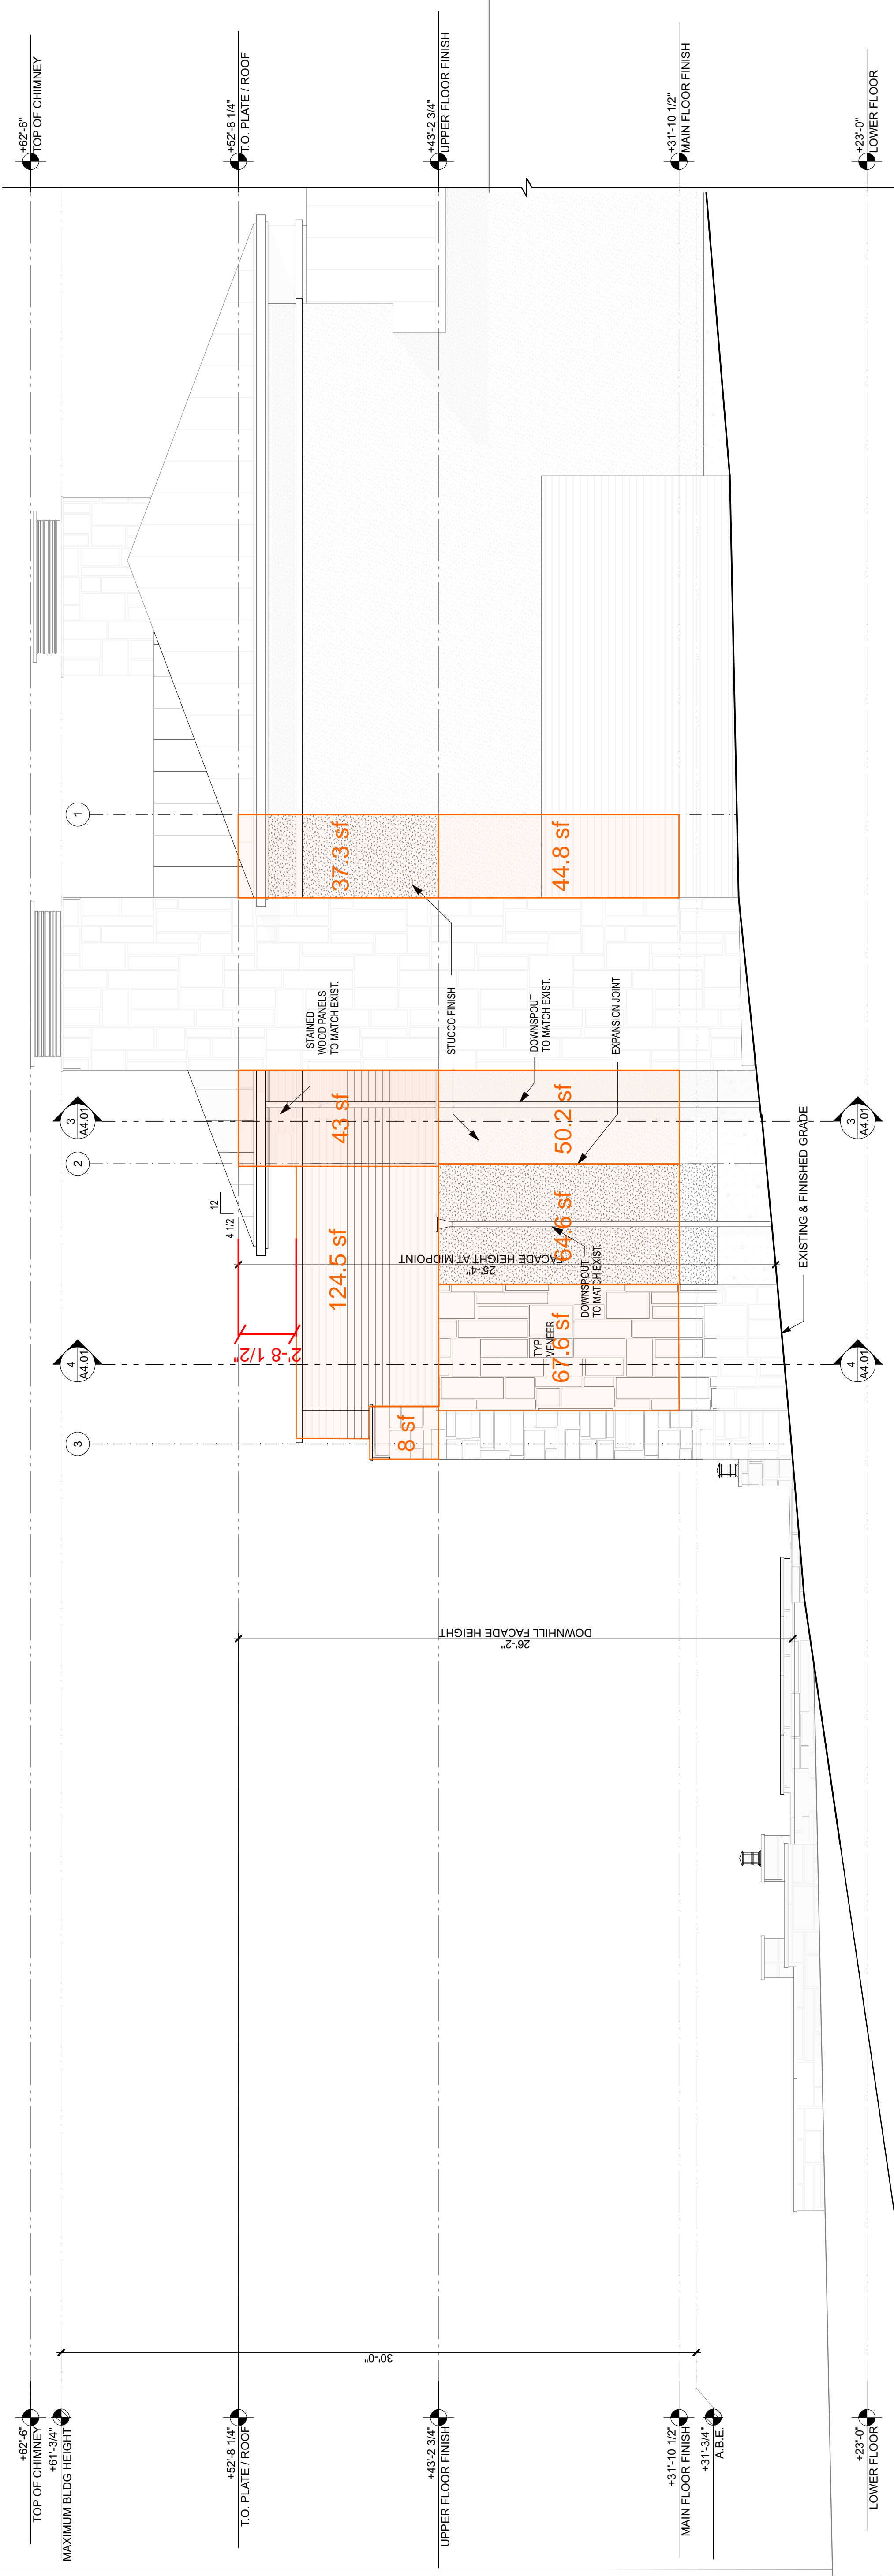 +62'-6"
TOP OF CHIMNEY
+52'-8 1/4"
T.O. PLATE / ROOF
+43'-2 3/4"
UPPER FLOOR FINISH
+31'-10 1/2"
MAIN FLOOR FINISH
+23'-0"
LOWER FLOOR
1
37.3 sf
44.8 sf
STAINED
WOOD PANELS
TO MATCH EXIST.
STUCCO FINISH
DOWNSPOUT
TO MATCH EXIST.
EXPANSION JOINT
3
A4.01
43 sf
50.2 sf
3
A4.01
2
12
4 1/2
124.5 sf
64.6 sf
25'-4"
FACADE HEIGHT AT MIDPOINT
DOWNSPOUT
TO MATCH EXIST.
EXISTING & FINISHED GRADE
2'-8 1/2"
4
A4.01
TYP
VENEER
67.6 sf
4
A4.01
3
8 sf
26'-2"
DOWNHILL FACADE HEIGHT
30'-0"
+62'-6"
TOP OF CHIMNEY
+61'-3/4"
MAXIMUM BLDG HEIGHT
+52'-8 1/4"
T.O. PLATE / ROOF
+43'-2 3/4"
UPPER FLOOR FINISH
+31'-10 1/2"
MAIN FLOOR FINISH
+31'-3/4"
A.B.E.
+23'-0"
LOWER FLOOR